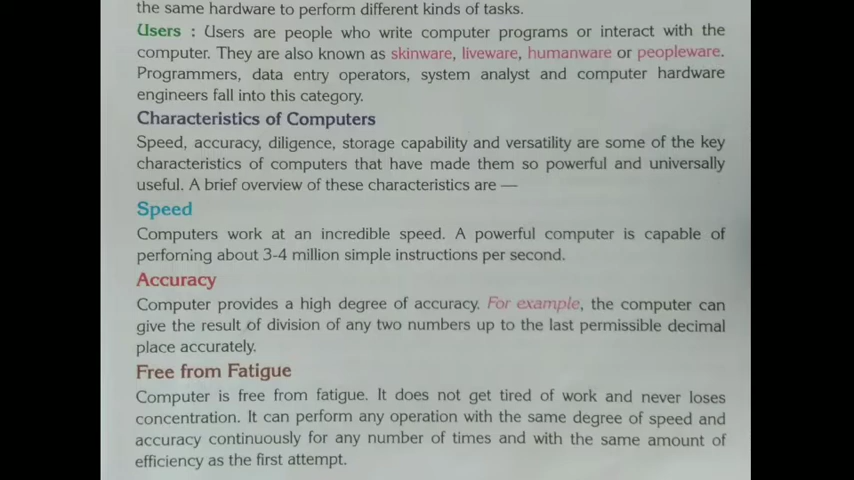 the same hardware to perform different kinds of tasks.
Users : Users are people who write computer programs or interact with the
computer. They are also known as skinware, liveware, humanware or peopleware.
Programmers, data entry operators, system analyst and computer hardware
engineers fall into this category.
Characteristics of Computers
Speed, accuracy, diligence, storage capability and versatility are some of the key
characteristics of computers that have made them so powerful and universally
useful. A brief overview of these characteristics are —
Speed
Computers work at an incredible speed. A powerful computer is capable of
performing about 3-4 million simple instructions per second.
Accuracy
Computer provides a high degree of accuracy. For example, the computer can
give the result of division of any two numbers up to the last permissible decimal
place accurately.
Free from Fatigue
Computer is free from fatigue. It does not get tired of work and never loses
concentration. It can perform any operation with the same degree of speed and
accuracy continuously for any number of times and with the same amount of
efficiency as the first attempt.